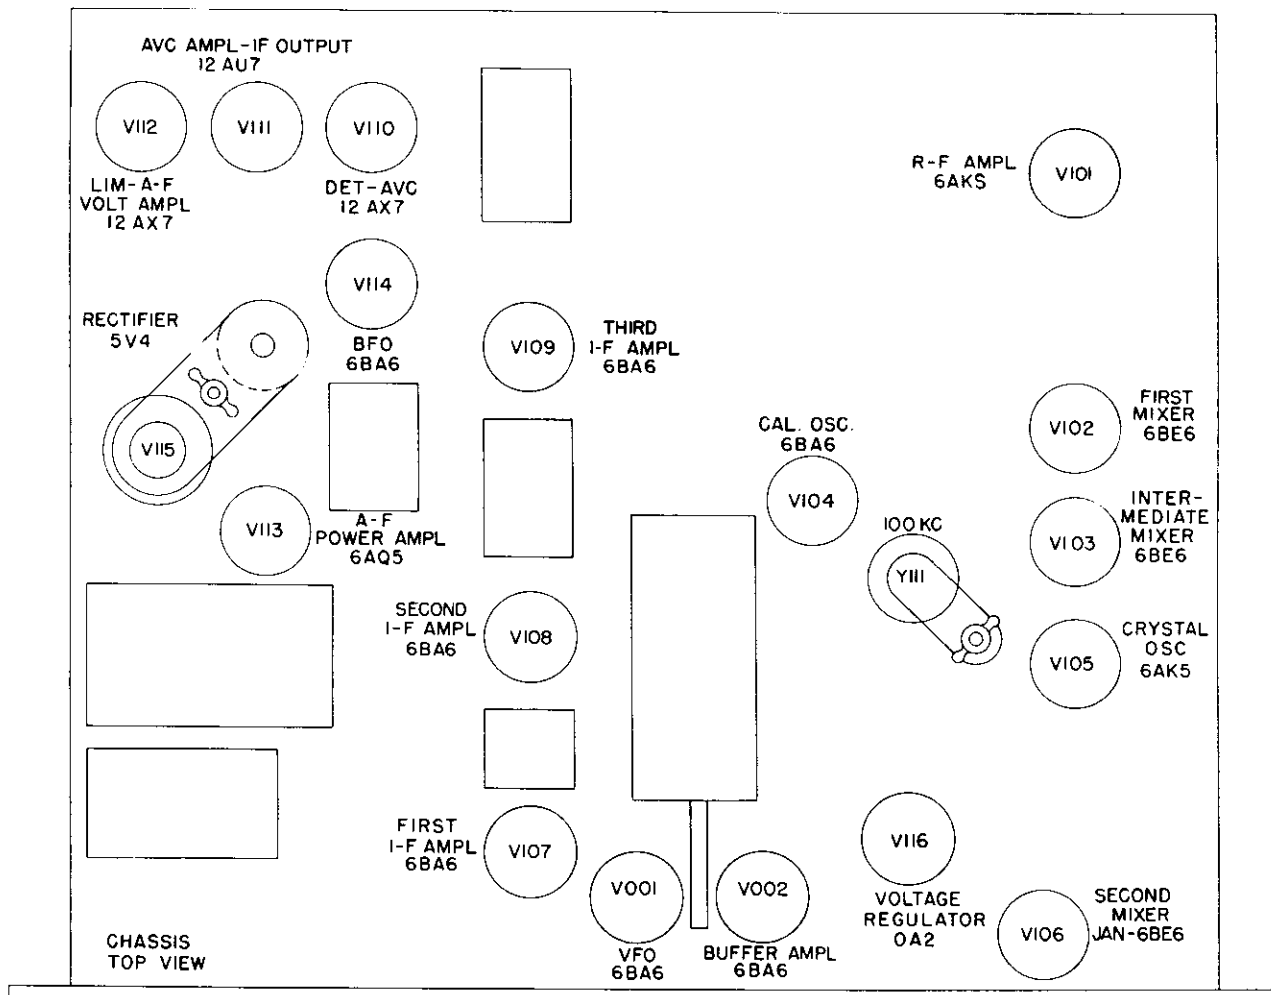 AVC AMPL-IF OUTPUT
12 AU7
V112
V111
V110
LIM-A-F
VOLT AMPL
12 AX7
DET-AVC
12 AX7
R-F AMPL
6AK5
V101
V114
BFO
6BA6
RECTIFIER
5V4
V115
V109
THIRD
I-F AMPL
6BA6
CAL. OSC.
6BA6
V104
V102
FIRST
MIXER
6BE6
V113
A-F
POWER AMPL
6AQ5
100 KC
Y111
V103
INTER-
MEDIATE
MIXER
6BE6
SECOND
I-F AMPL
6BA6
V108
V105
CRYSTAL
OSC
6AK5
FIRST
I-F AMPL
6BA6
V107
V001
VFO
6BA6
V002
BUFFER AMPL
6BA6
V116
VOLTAGE
REGULATOR
OA2
V106
SECOND
MIXER
JAN-6BE6
CHASSIS
TOP VIEW